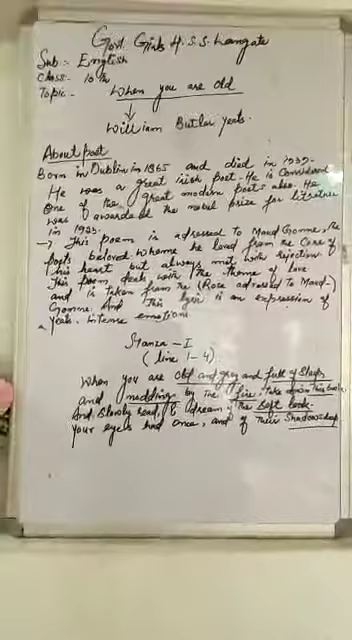 Govt. Girls H.S.S. Langate
Sub:- English
Class:- 10th
Topic- When you are old
William Butler Yeats.
About poet
Born in Dublin in 1865 and died in 1939.
He was a great irish poet. He is considered
one of the great modern poets also. He
was awarded the nobel prize for litrature
in 1923.
→ This poem is adressed to Maud Gonne, the
poets beloved whome he loved from the Core of
his heart but always met with rejection.
This poem deals with the theme of love
and is taken from the (Rose adressed to Maud-)
Gonne. And this lyric is an expression of
Yeats. intense emotions
Stanza - I
(line 1-4).
When you are old and grey and full of Sleep
and nodding by the fire, take down this book
And Slowly read, & dream of the Soft look
your eyes had once, and of their Shadows deep